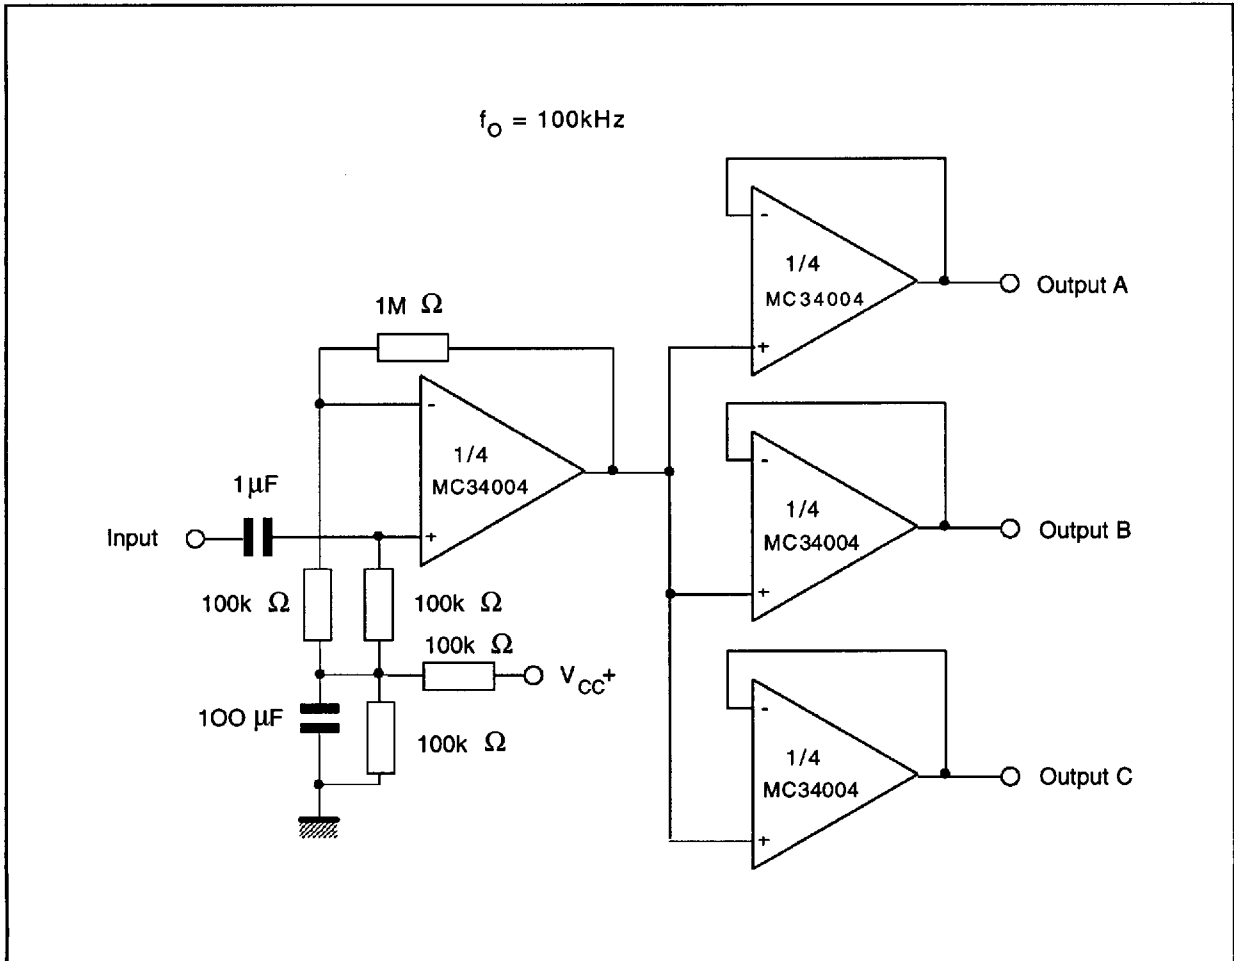 fO = 100kHz
-
1/4
MC34004
+
Output A
1M Ω
-
1/4
MC34004
+
1µF
Input
-
1/4
MC34004
+
Output B
100k Ω
100k Ω
100k Ω
VCC+
100 µF
100k Ω
-
1/4
MC34004
+
Output C